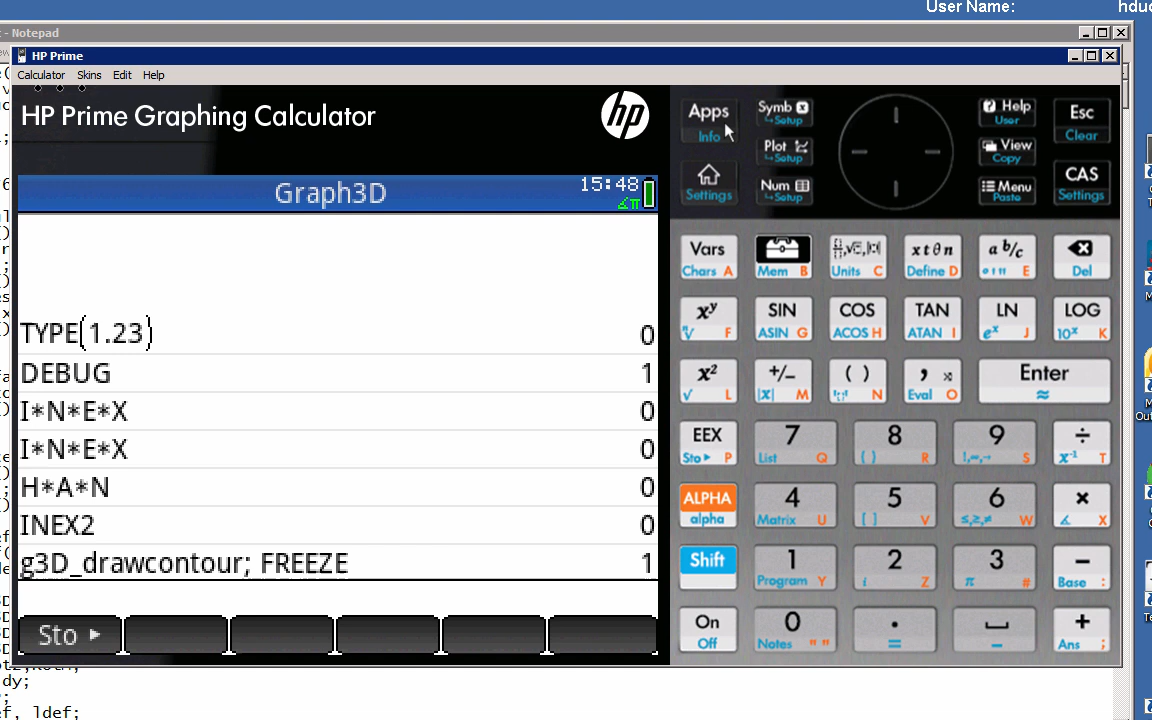 User Name:
hduc
- Notepad
HP Prime
Calculator Skins Edit Help
HP Prime Graphing Calculator
hp
Graph3D
15:48
∡π
TYPE(1.23) 0
DEBUG 1
I*N*E*X 0
I*N*E*X 0
H*A*N 0
INEX2 0
g3D_drawcontour; FREEZE 1
Sto ▶
Apps
Info
Symb
↳Setup
Plot
↳Setup
Num
↳Setup
Settings
Help
User
View
Copy
Menu
Paste
Esc
Clear
CAS
Settings
Vars
Chars A
Mem B
Units C
x t θ n
Define D
a b/c
E
Del
x^y
F
SIN
ASIN G
COS
ACOS H
TAN
ATAN I
LN
e^x J
LOG
10^x K
x²
√ L
+/–
|x| M
( )
N
,
Eval O
Enter
≈
EEX
Sto ▶ P
7
List Q
8
{ } R
9
!,∞,→ S
÷
x⁻¹ T
ALPHA
alpha
4
Matrix U
5
[ ] V
6
≤,≥,≠ W
×
∡ X
Shift
1
Program Y
2
i Z
3
π #
–
Base :
On
Off
0
Notes " "
.
=
_
+
Ans ;
dy;
f, ldef;